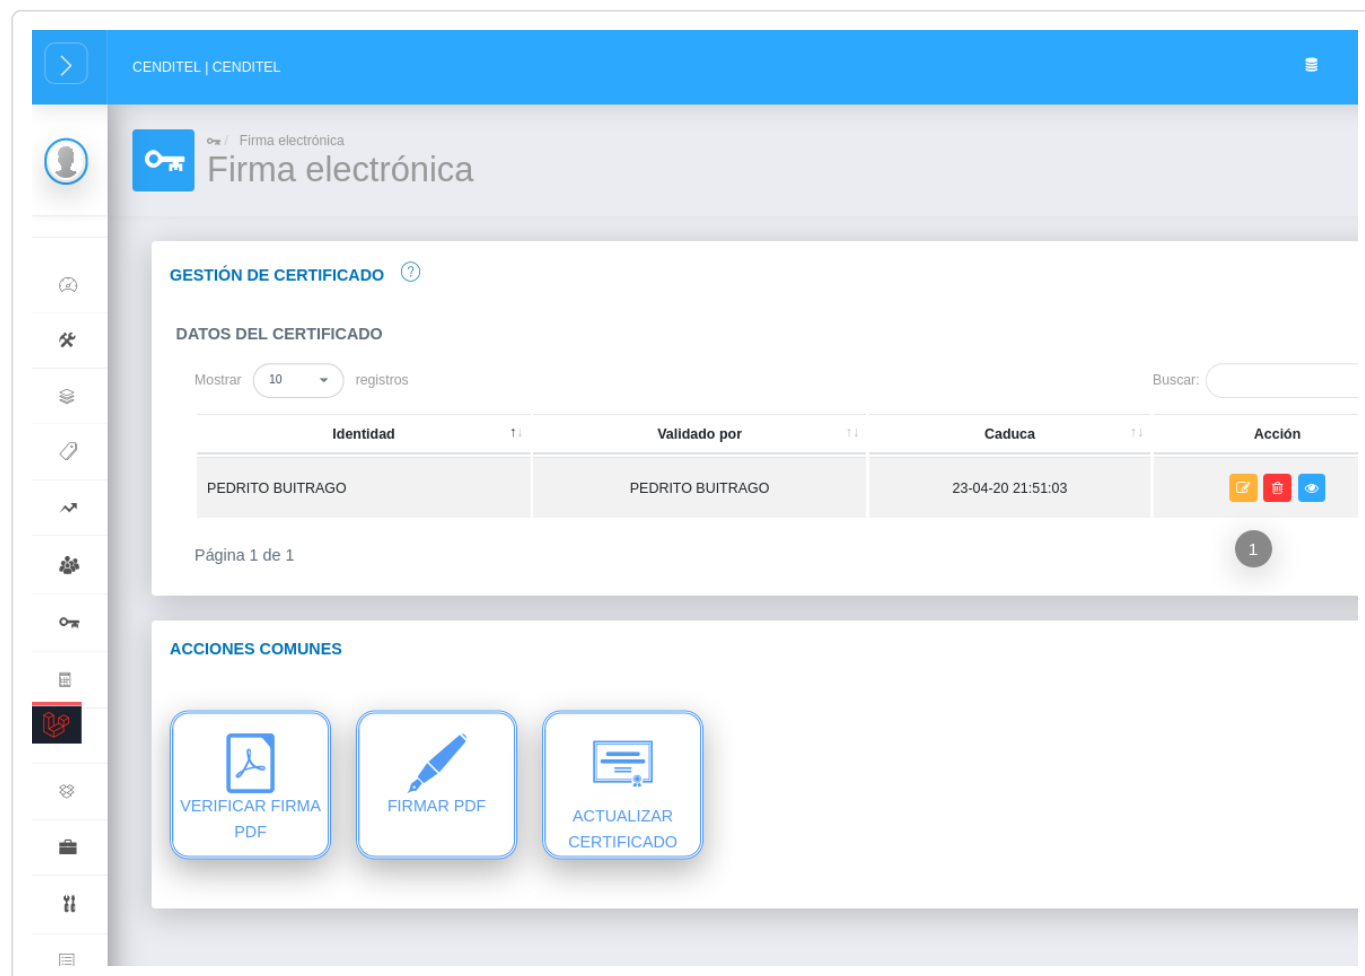 CENDITEL | CENDITEL
/ Firma electrónica
Firma electrónica
GESTIÓN DE CERTIFICADO ?
DATOS DEL CERTIFICADO
Mostrar 10 registros Buscar:
Identidad Validado por Caduca Acción
PEDRITO BUITRAGO PEDRITO BUITRAGO 23-04-20 21:51:03
Página 1 de 1 1
ACCIONES COMUNES
VERIFICAR FIRMA
PDF
FIRMAR PDF
ACTUALIZAR
CERTIFICADO